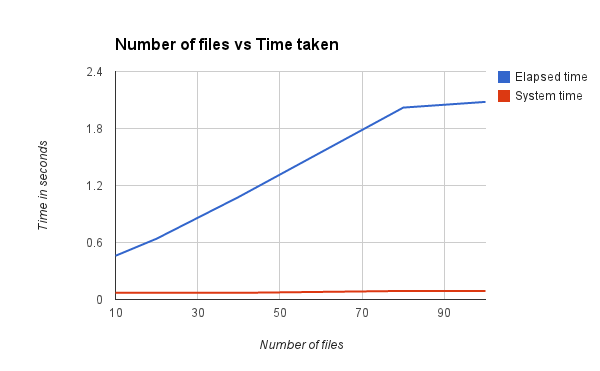 Number of files vs Time taken
2.4
1.8
1.2
0.6
0
Time in seconds
10 30 50 70 90
Number of files
Elapsed time
System time